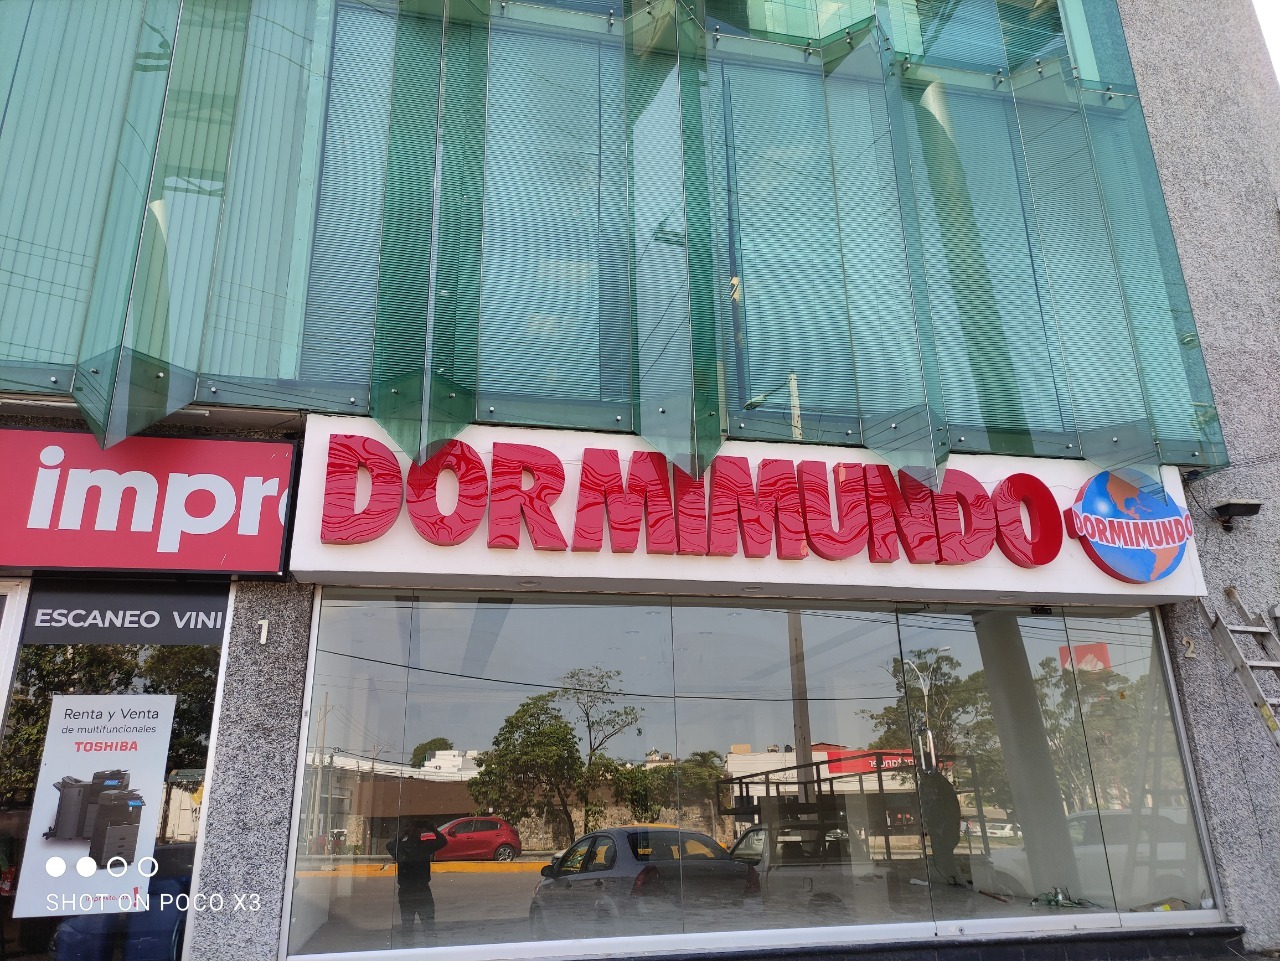 impr
DORMIMUNDO
DORMIMUNDO
ESCANEO VINI
1
2
Renta y Venta
de multifuncionales
TOSHIBA
SHOT ON POCO X3